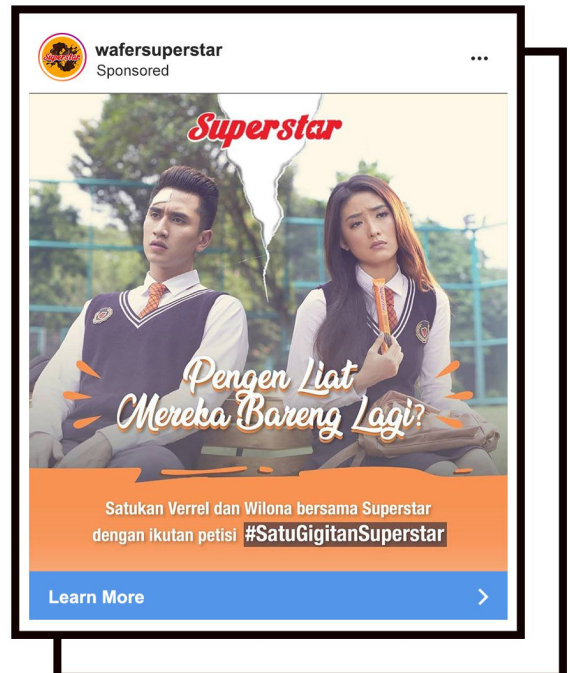 wafersuperstar
Sponsored
Superstar
Superstar
Pengen Liat
Mereka Bareng Lagi?
Satukan Verrel dan Wilona bersama Superstar
dengan ikutan petisi #SatuGigitanSuperstar
Learn More